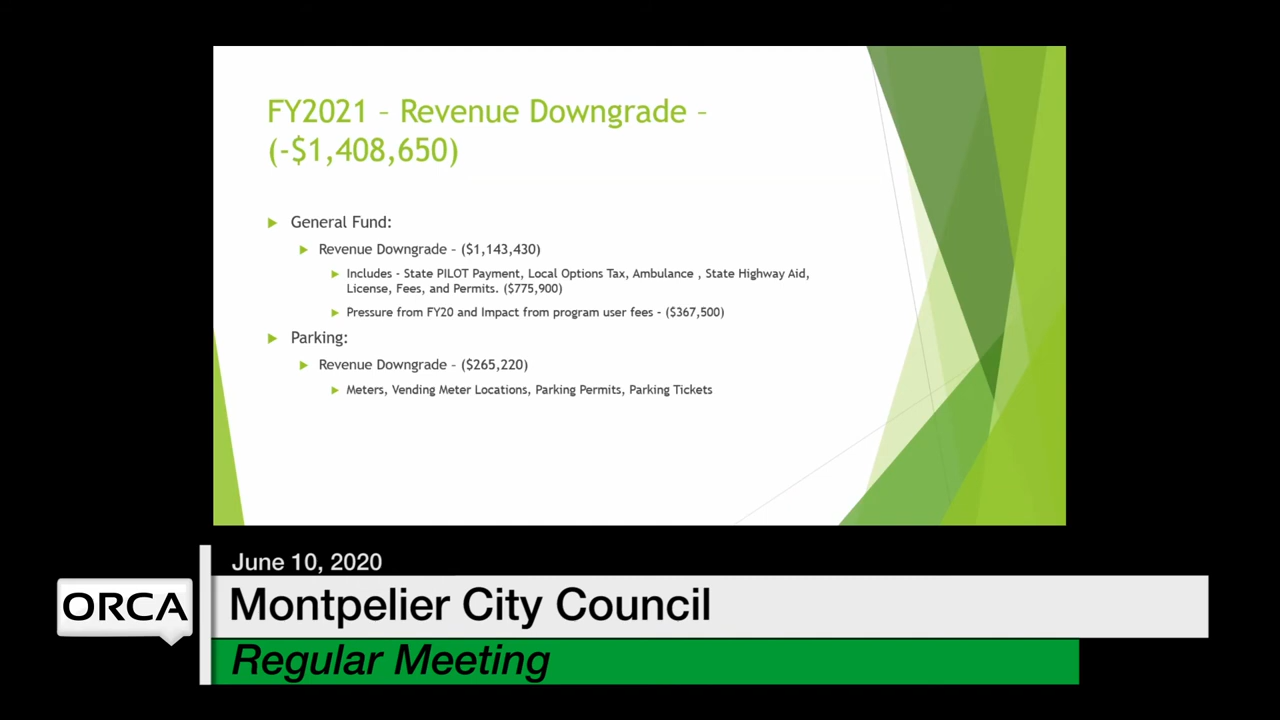 FY2021 – Revenue Downgrade –
(-$1,408,650)
General Fund:
Revenue Downgrade – ($1,143,430)
Includes - State PILOT Payment, Local Options Tax, Ambulance , State Highway Aid,
License, Fees, and Permits. ($775,900)
Pressure from FY20 and Impact from program user fees - ($367,500)
Parking:
Revenue Downgrade – ($265,220)
Meters, Vending Meter Locations, Parking Permits, Parking Tickets
June 10, 2020
ORCA
Montpelier City Council
Regular Meeting